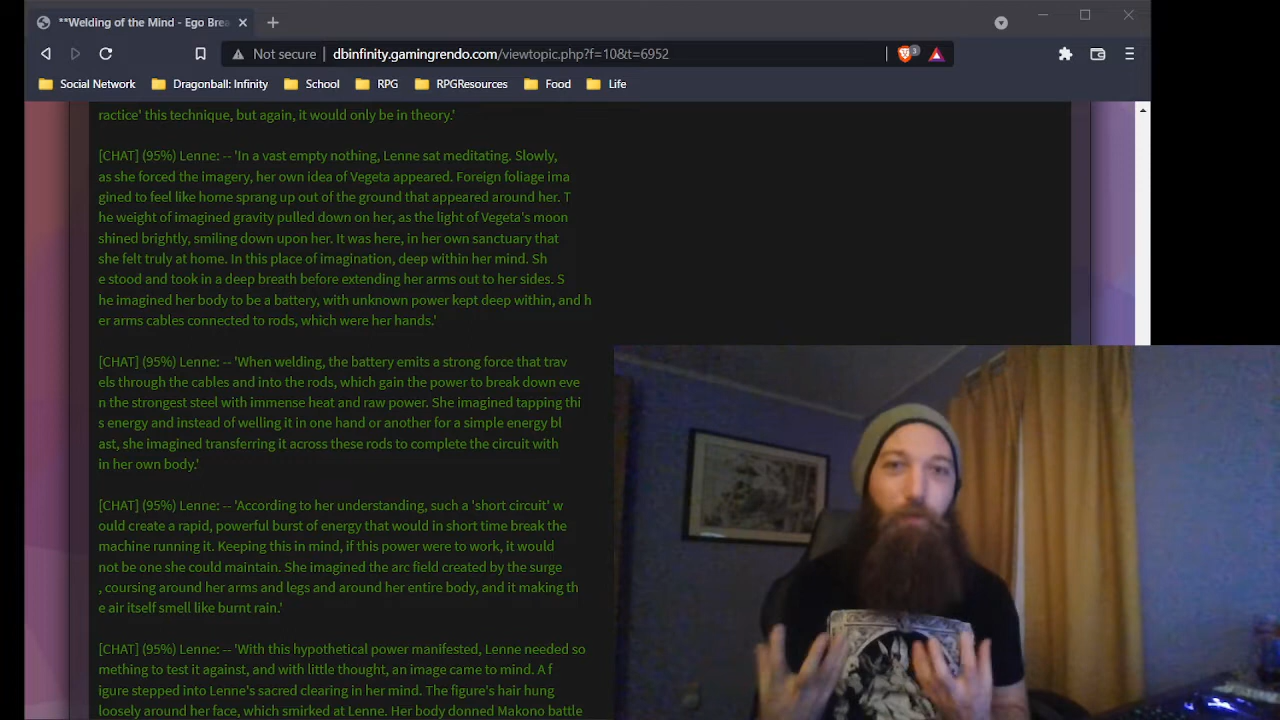 **Welding of the Mind - Ego Brea
Not secure
dbinfinity.gamingrendo.com/viewtopic.php?f=10&t=6952
3
Social Network
Dragonball: Infinity
School
RPG
RPGResources
Food
Life
ractice' this technique, but again, it would only be in theory.'
[CHAT] (95%) Lenne: -- 'In a vast empty nothing, Lenne sat meditating. Slowly,
as she forced the imagery, her own idea of Vegeta appeared. Foreign foliage ima
gined to feel like home sprang up out of the ground that appeared around her. T
he weight of imagined gravity pulled down on her, as the light of Vegeta's moon
shined brightly, smiling down upon her. It was here, in her own sanctuary that
she felt truly at home. In this place of imagination, deep within her mind. Sh
e stood and took in a deep breath before extending her arms out to her sides. S
he imagined her body to be a battery, with unknown power kept deep within, and h
er arms cables connected to rods, which were her hands.'
[CHAT] (95%) Lenne: -- 'When welding, the battery emits a strong force that trav
els through the cables and into the rods, which gain the power to break down eve
n the strongest steel with immense heat and raw power. She imagined tapping thi
s energy and instead of welling it in one hand or another for a simple energy bl
ast, she imagined transferring it across these rods to complete the circuit with
in her own body.'
[CHAT] (95%) Lenne: -- 'According to her understanding, such a 'short circuit' w
ould create a rapid, powerful burst of energy that would in short time break the
machine running it. Keeping this in mind, if this power were to work, it would
not be one she could maintain. She imagined the arc field created by the surge
, coursing around her arms and legs and around her entire body, and it making th
e air itself smell like burnt rain.'
[CHAT] (95%) Lenne: -- 'With this hypothetical power manifested, Lenne needed so
mething to test it against, and with little thought, an image came to mind. A f
igure stepped into Lenne's sacred clearing in her mind. The figure's hair hung
loosely around her face, which smirked at Lenne. Her body donned Makono battle